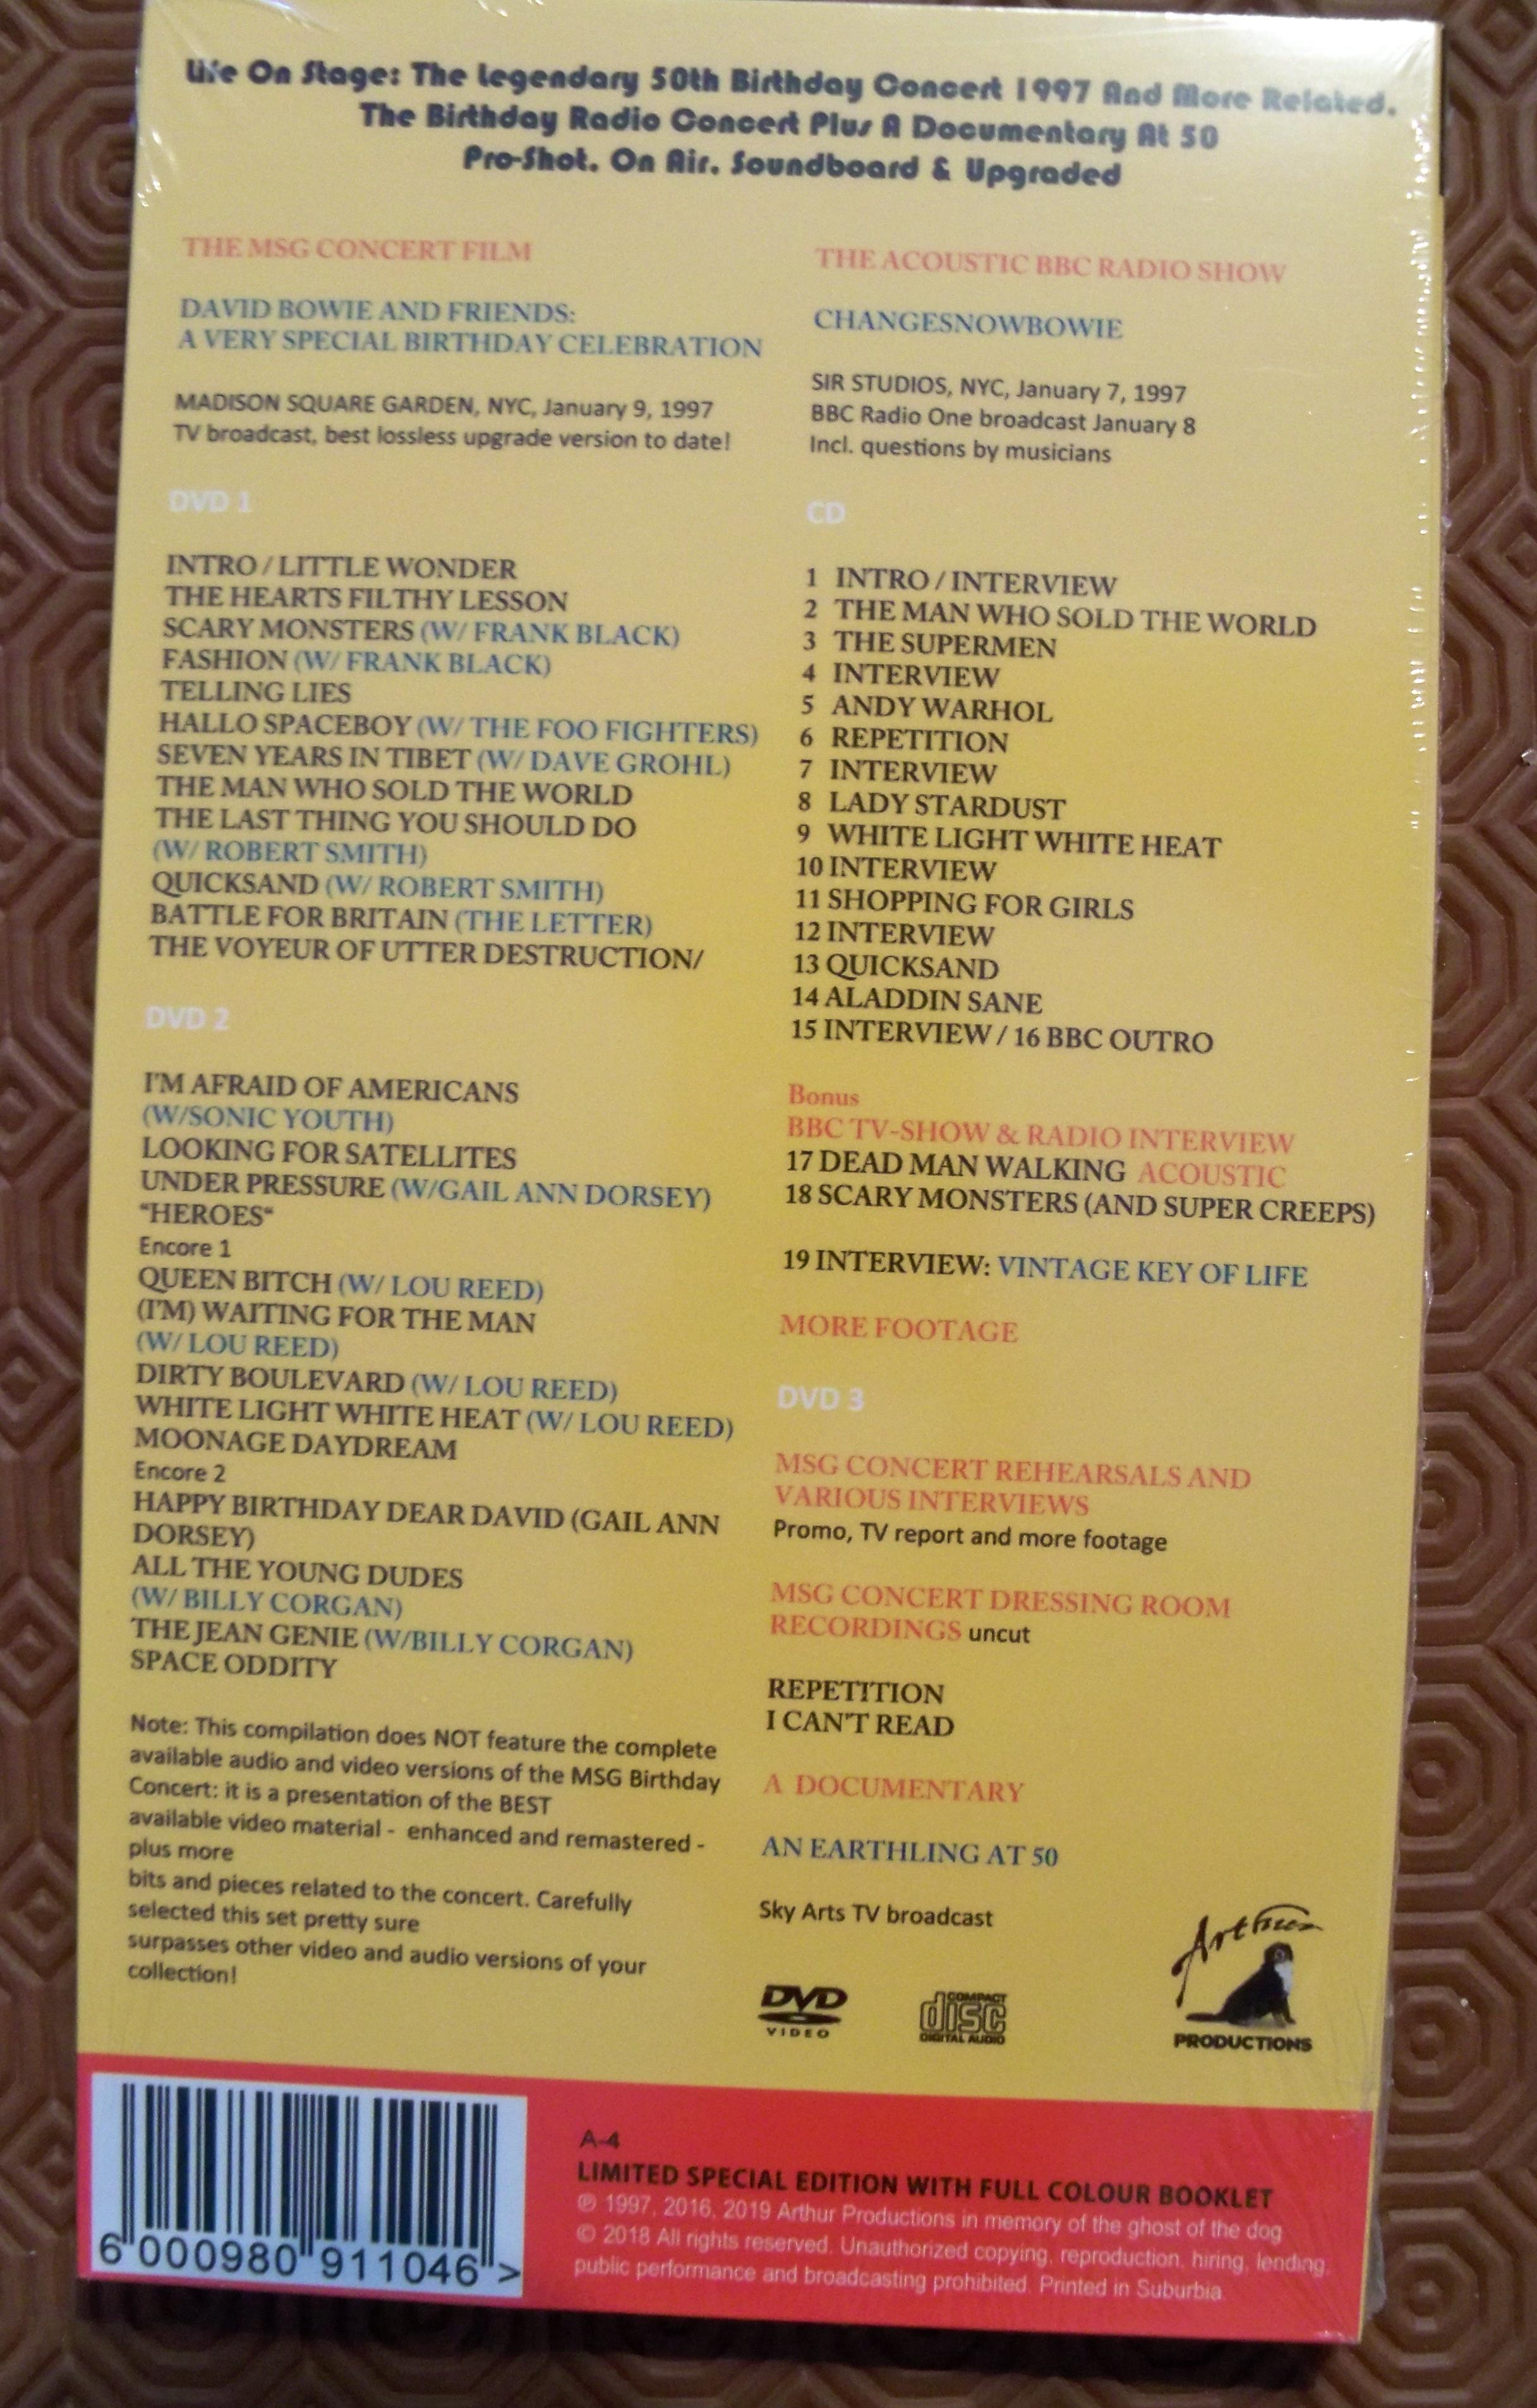 Life On Stage: The Legendary 50th Birthday Concert 1997 And More Related.
The Birthday Radio Concert Plus A Documentary At 50
Pro-Shot. On Air. Soundboard & Upgraded
THE MSG CONCERT FILM
DAVID BOWIE AND FRIENDS:
A VERY SPECIAL BIRTHDAY CELEBRATION
MADISON SQUARE GARDEN, NYC, January 9, 1997
TV broadcast, best lossless upgrade version to date!
DVD 1
INTRO / LITTLE WONDER
THE HEARTS FILTHY LESSON
SCARY MONSTERS (W/ FRANK BLACK)
FASHION (W/ FRANK BLACK)
TELLING LIES
HALLO SPACEBOY (W/ THE FOO FIGHTERS)
SEVEN YEARS IN TIBET (W/ DAVE GROHL)
THE MAN WHO SOLD THE WORLD
THE LAST THING YOU SHOULD DO
(W/ ROBERT SMITH)
QUICKSAND (W/ ROBERT SMITH)
BATTLE FOR BRITAIN (THE LETTER)
THE VOYEUR OF UTTER DESTRUCTION/
DVD 2
I'M AFRAID OF AMERICANS
(W/SONIC YOUTH)
LOOKING FOR SATELLITES
UNDER PRESSURE (W/GAIL ANN DORSEY)
"HEROES"
Encore 1
QUEEN BITCH (W/ LOU REED)
(I'M) WAITING FOR THE MAN
(W/ LOU REED)
DIRTY BOULEVARD (W/ LOU REED)
WHITE LIGHT WHITE HEAT (W/ LOU REED)
MOONAGE DAYDREAM
Encore 2
HAPPY BIRTHDAY DEAR DAVID (GAIL ANN
DORSEY)
ALL THE YOUNG DUDES
(W/ BILLY CORGAN)
THE JEAN GENIE (W/BILLY CORGAN)
SPACE ODDITY
Note: This compilation does NOT feature the complete
available audio and video versions of the MSG Birthday
Concert: it is a presentation of the BEST
available video material - enhanced and remastered -
plus more
bits and pieces related to the concert. Carefully
selected this set pretty sure
surpasses other video and audio versions of your
collection!
THE ACOUSTIC BBC RADIO SHOW
CHANGESNOWBOWIE
SIR STUDIOS, NYC, January 7, 1997
BBC Radio One broadcast January 8
Incl. questions by musicians
CD
1 INTRO / INTERVIEW
2 THE MAN WHO SOLD THE WORLD
3 THE SUPERMEN
4 INTERVIEW
5 ANDY WARHOL
6 REPETITION
7 INTERVIEW
8 LADY STARDUST
9 WHITE LIGHT WHITE HEAT
10 INTERVIEW
11 SHOPPING FOR GIRLS
12 INTERVIEW
13 QUICKSAND
14 ALADDIN SANE
15 INTERVIEW / 16 BBC OUTRO
Bonus
BBC TV-SHOW & RADIO INTERVIEW
17 DEAD MAN WALKING ACOUSTIC
18 SCARY MONSTERS (AND SUPER CREEPS)
19 INTERVIEW: VINTAGE KEY OF LIFE
MORE FOOTAGE
DVD 3
MSG CONCERT REHEARSALS AND
VARIOUS INTERVIEWS
Promo, TV report and more footage
MSG CONCERT DRESSING ROOM
RECORDINGS uncut
REPETITION
I CAN'T READ
A DOCUMENTARY
AN EARTHLING AT 50
Sky Arts TV broadcast
DVD
VIDEO
COMPACT
disc
DIGITAL AUDIO
Arthur
PRODUCTIONS
6 000980 911046 >
A-4
LIMITED SPECIAL EDITION WITH FULL COLOUR BOOKLET
℗ 1997, 2016, 2019 Arthur Productions in memory of the ghost of the dog
© 2018 All rights reserved. Unauthorized copying, reproduction, hiring, lending,
public performance and broadcasting prohibited. Printed in Suburbia.